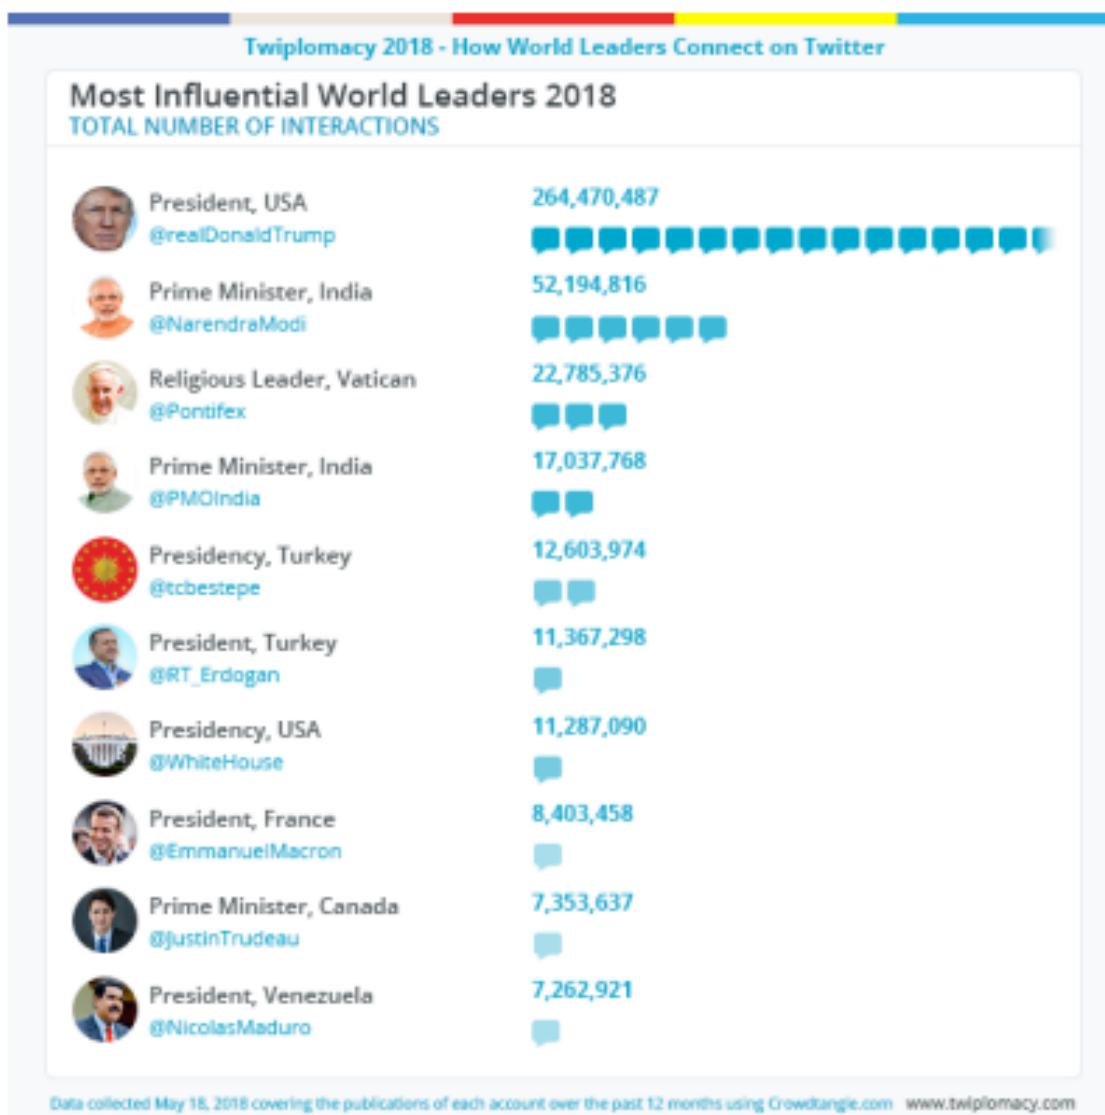 Twiplomacy 2018 - How World Leaders Connect on Twitter
Most Influential World Leaders 2018
TOTAL NUMBER OF INTERACTIONS
President, USA
@realDonaldTrump
264,470,487
Prime Minister, India
@NarendraModi
52,194,816
Religious Leader, Vatican
@Pontifex
22,785,376
Prime Minister, India
@PMOIndia
17,037,768
Presidency, Turkey
@tcbestepe
12,603,974
President, Turkey
@RT_Erdogan
11,367,298
Presidency, USA
@WhiteHouse
11,287,090
President, France
@EmmanuelMacron
8,403,458
Prime Minister, Canada
@JustinTrudeau
7,353,637
President, Venezuela
@NicolasMaduro
7,262,921
Data collected May 18, 2018 covering the publications of each account over the past 12 months using Crowdtangle.com www.twiplomacy.com